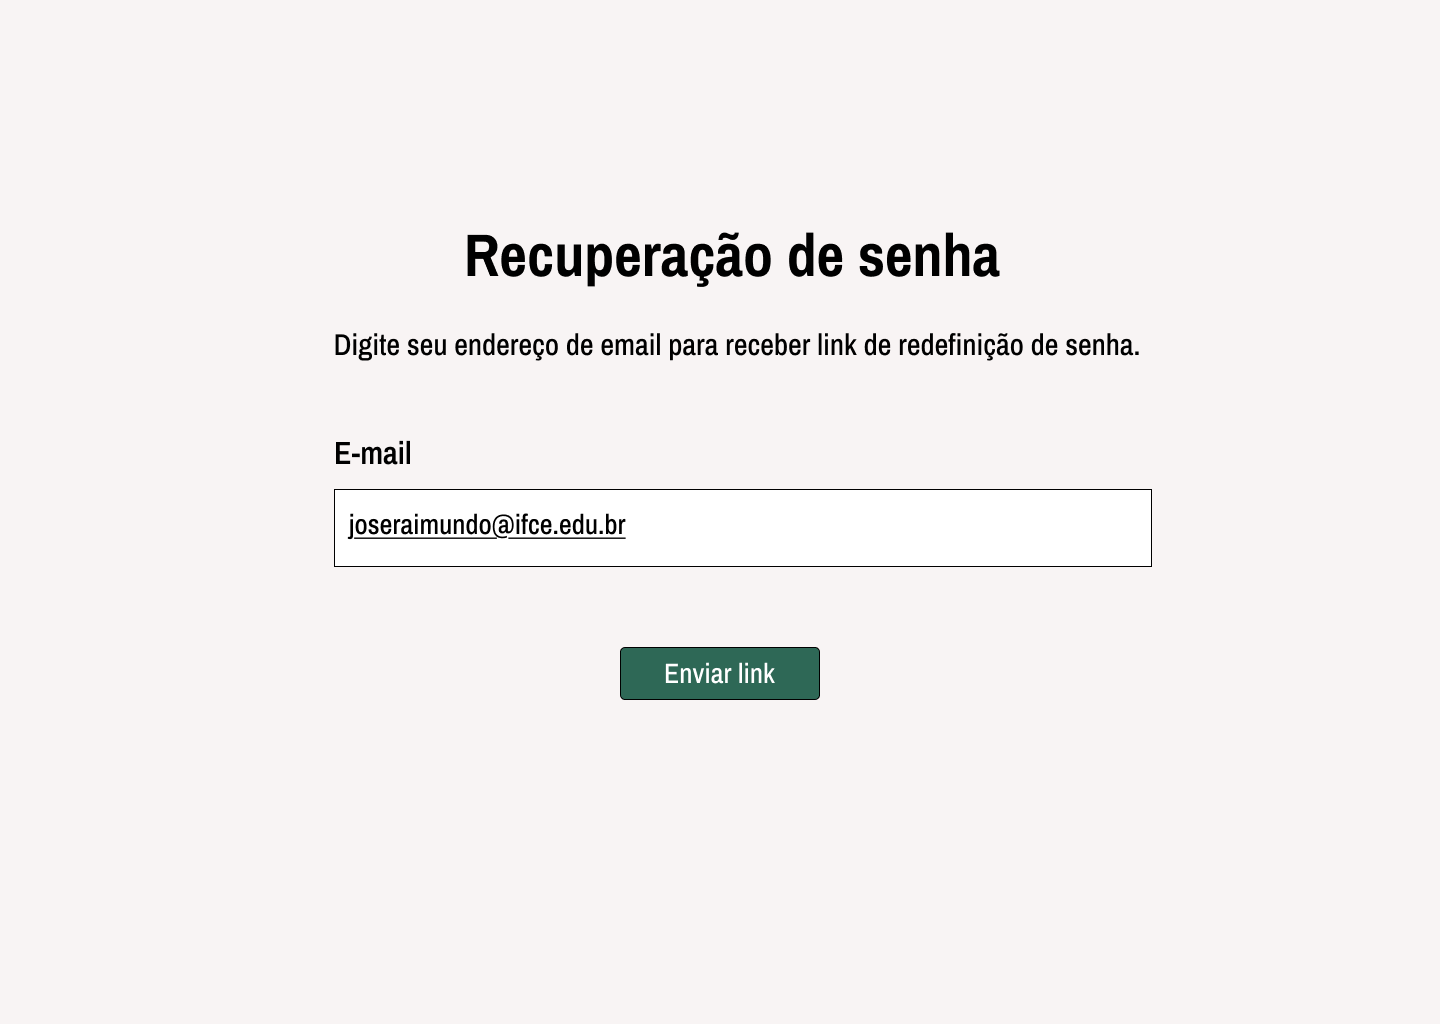 Recuperação de senha
Digite seu endereço de email para receber link de redefinição de senha.
E-mail
joseraimundo@ifce.edu.br
Enviar link